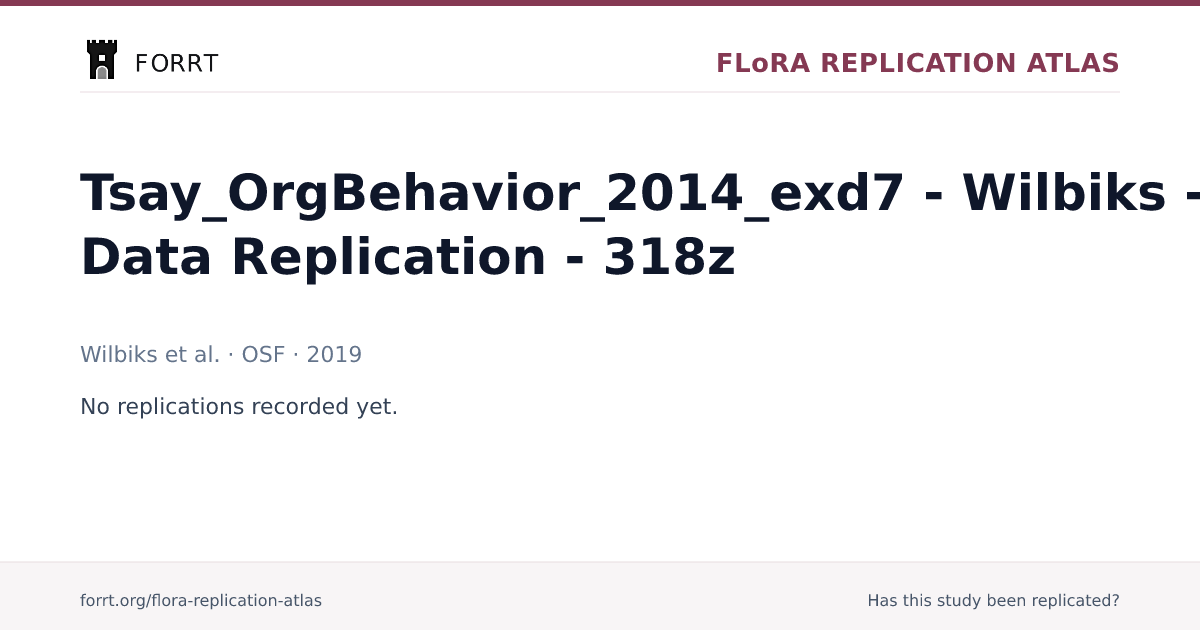 FORRT
FLoRA REPLICATION ATLAS
Tsay_OrgBehavior_2014_exd7 - Wilbiks -
Data Replication - 318z
Wilbiks et al. · OSF · 2019
No replications recorded yet.
forrt.org/flora-replication-atlas
Has this study been replicated?